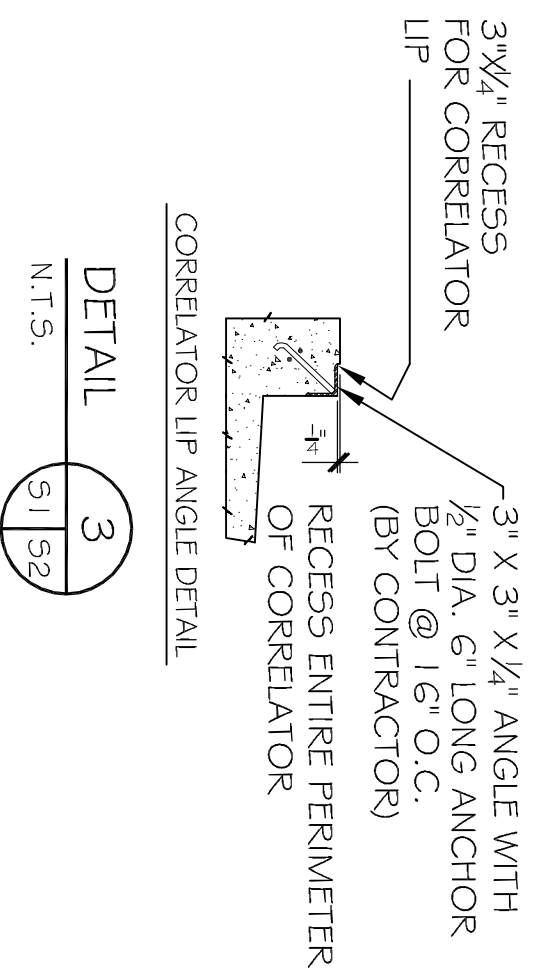 3"X¼" RECESS
FOR CORRELATOR
LIP
3" X 3" X ¼" ANGLE WITH
½" DIA. 6" LONG ANCHOR
BOLT @ 16" O.C.
(BY CONTRACTOR)
¼"
RECESS ENTIRE PERIMETER
OF CORRELATOR
CORRELATOR LIP ANGLE DETAIL
DETAIL
N.T.S.
3
S1 S2